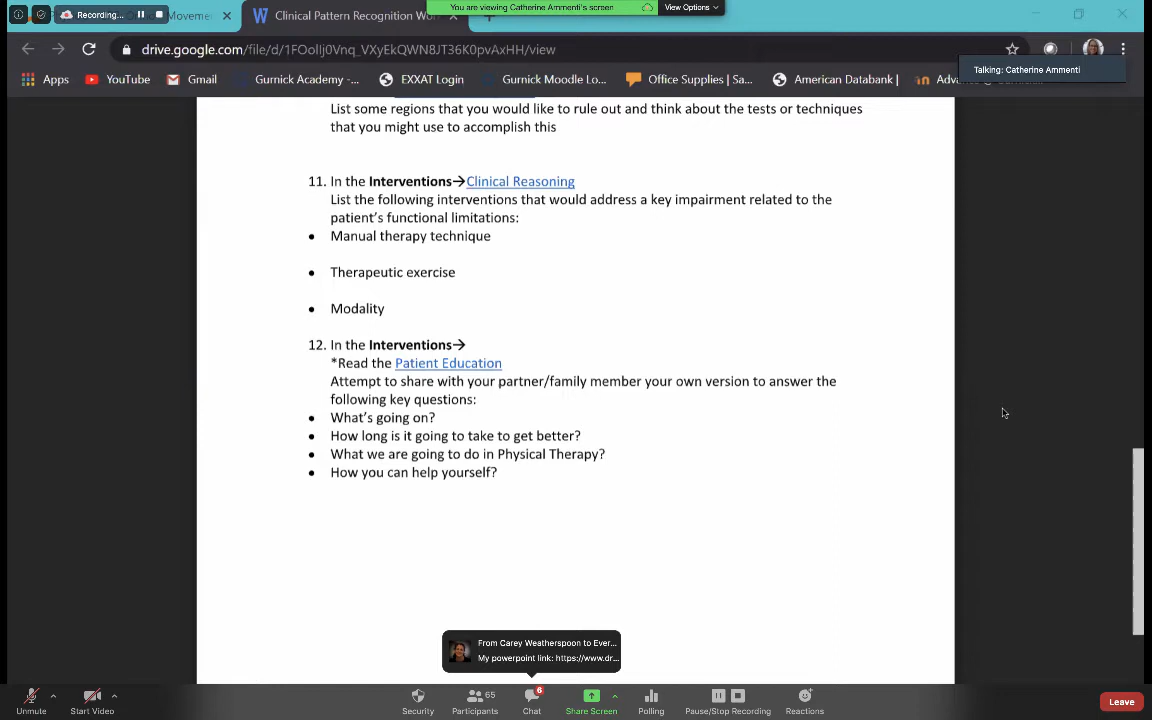 Recording...
Moveme
Clinical Pattern Recognition Wo
You are viewing Catherine Ammenti's screen
View Options
drive.google.com/file/d/1FOolIj0Vnq_VXyEkQWN8JT36K0pvAxHH/view
Talking: Catherine Ammenti
Apps
YouTube
Gmail
Gurnick Academy -...
EXXAT Login
Gurnick Moodle Lo...
Office Supplies | Sa...
American Databank |
in
List some regions that you would like to rule out and think about the tests or techniques
that you might use to accomplish this
11. In the Interventions→Clinical Reasoning
List the following interventions that would address a key impairment related to the
patient's functional limitations:
• Manual therapy technique
• Therapeutic exercise
• Modality
12. In the Interventions→
*Read the Patient Education
Attempt to share with your partner/family member your own version to answer the
following key questions:
• What's going on?
• How long is it going to take to get better?
• What we are going to do in Physical Therapy?
• How you can help yourself?
From Carey Weatherspoon to Ever...
My powerpoint link: https://www.dr...
Unmute
Start Video
Security
Participants
65
Chat
6
Share Screen
Polling
Pause/Stop Recording
Reactions
Leave